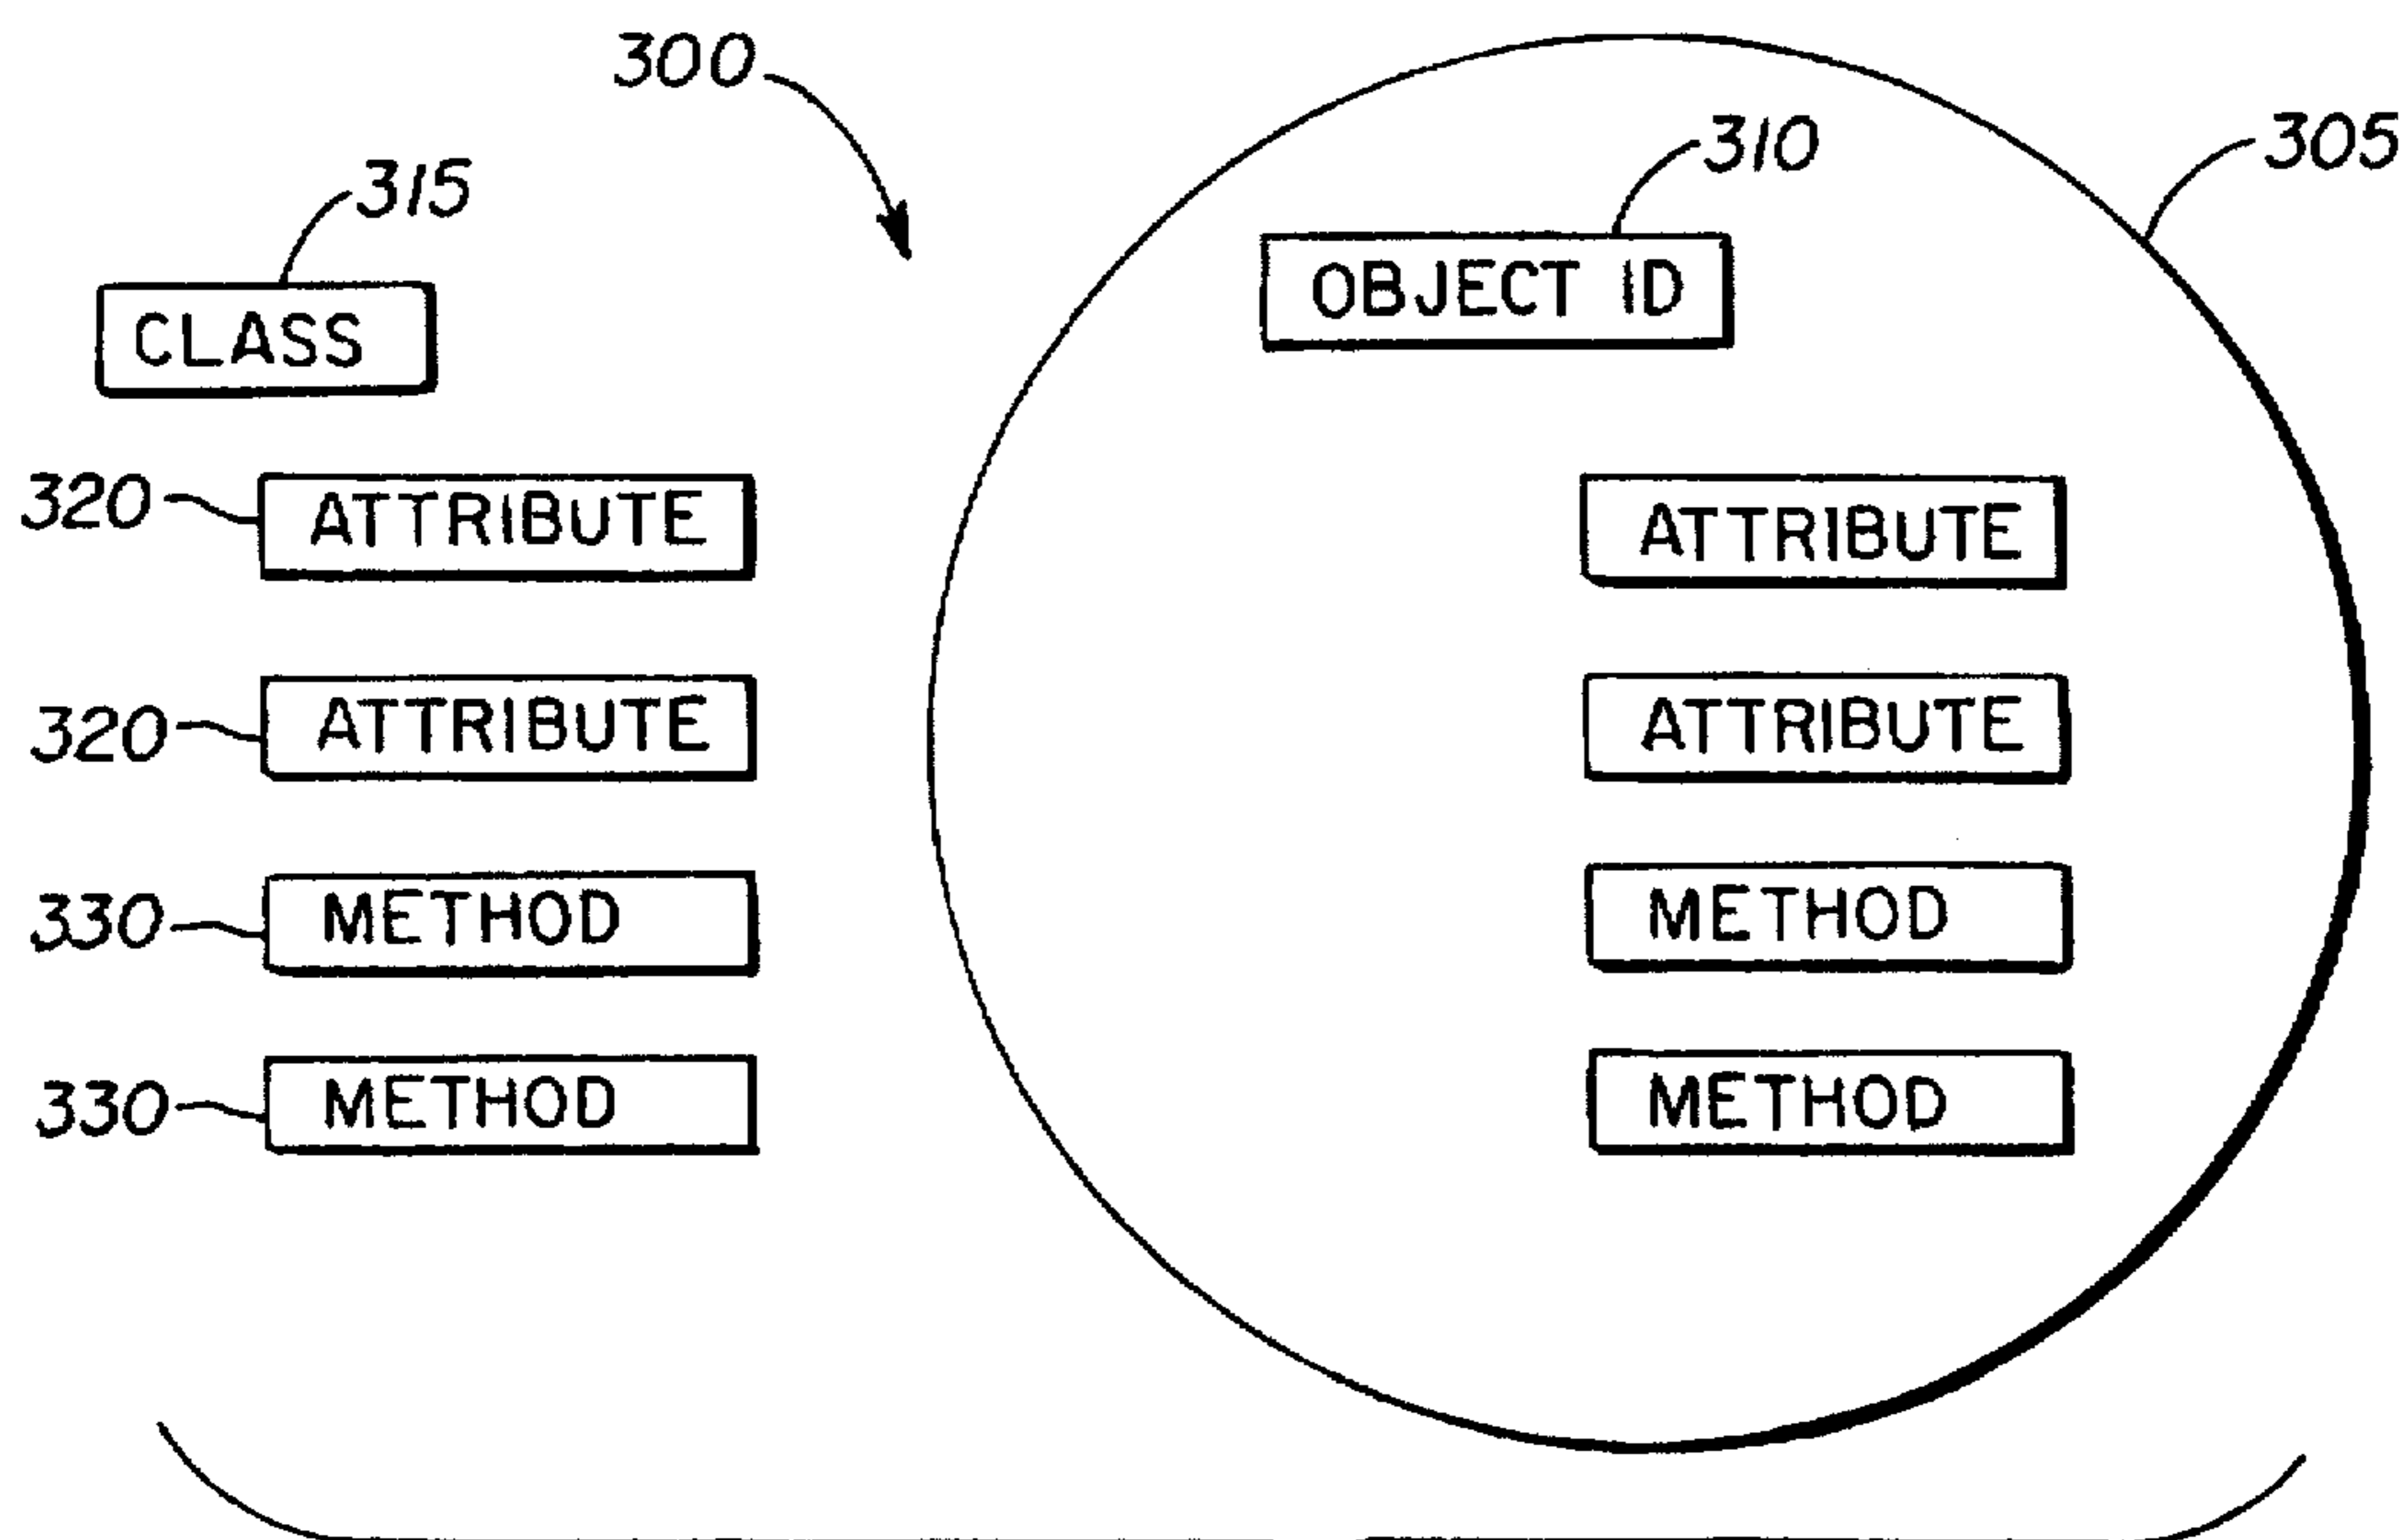 300
310
305
315
OBJECT ID
CLASS
320
ATTRIBUTE
ATTRIBUTE
320
ATTRIBUTE
ATTRIBUTE
330
METHOD
METHOD
330
METHOD
METHOD